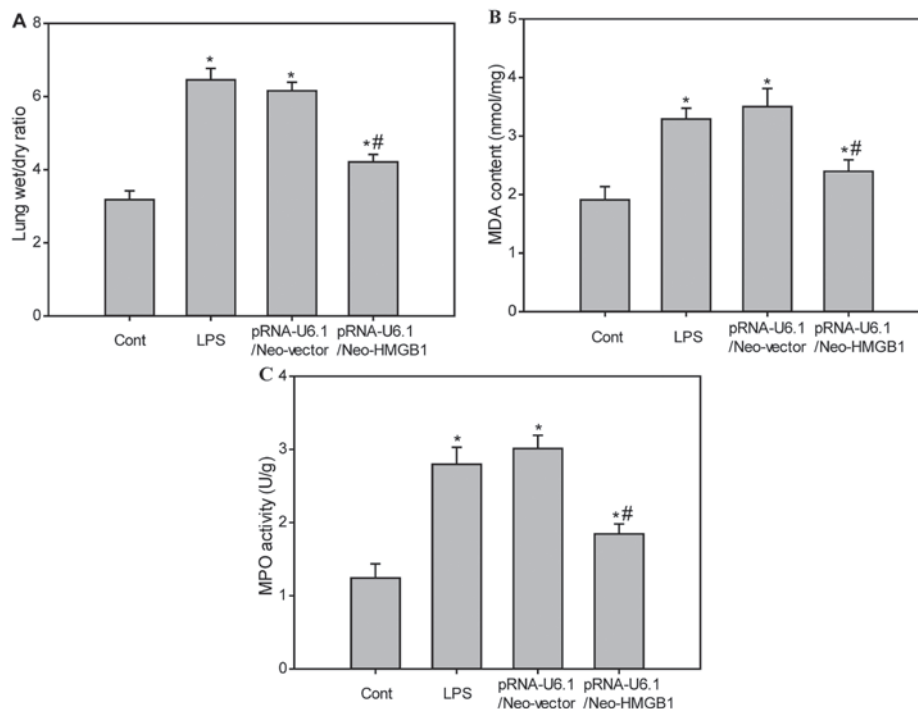 A
Lung wet/dry ratio
8
6
4
2
0
*
*
*#
Cont
LPS
pRNA-U6.1
/Neo-vector
pRNA-U6.1
/Neo-HMGB1
B
MDA content (nmol/mg)
5
4
3
2
1
0
*
*
*#
Cont
LPS
pRNA-U6.1
/Neo-vector
pRNA-U6.1
/Neo-HMGB1
C
MPO activity (U/g)
4
3
2
1
0
*
*
*#
Cont
LPS
pRNA-U6.1
/Neo-vector
pRNA-U6.1
/Neo-HMGB1